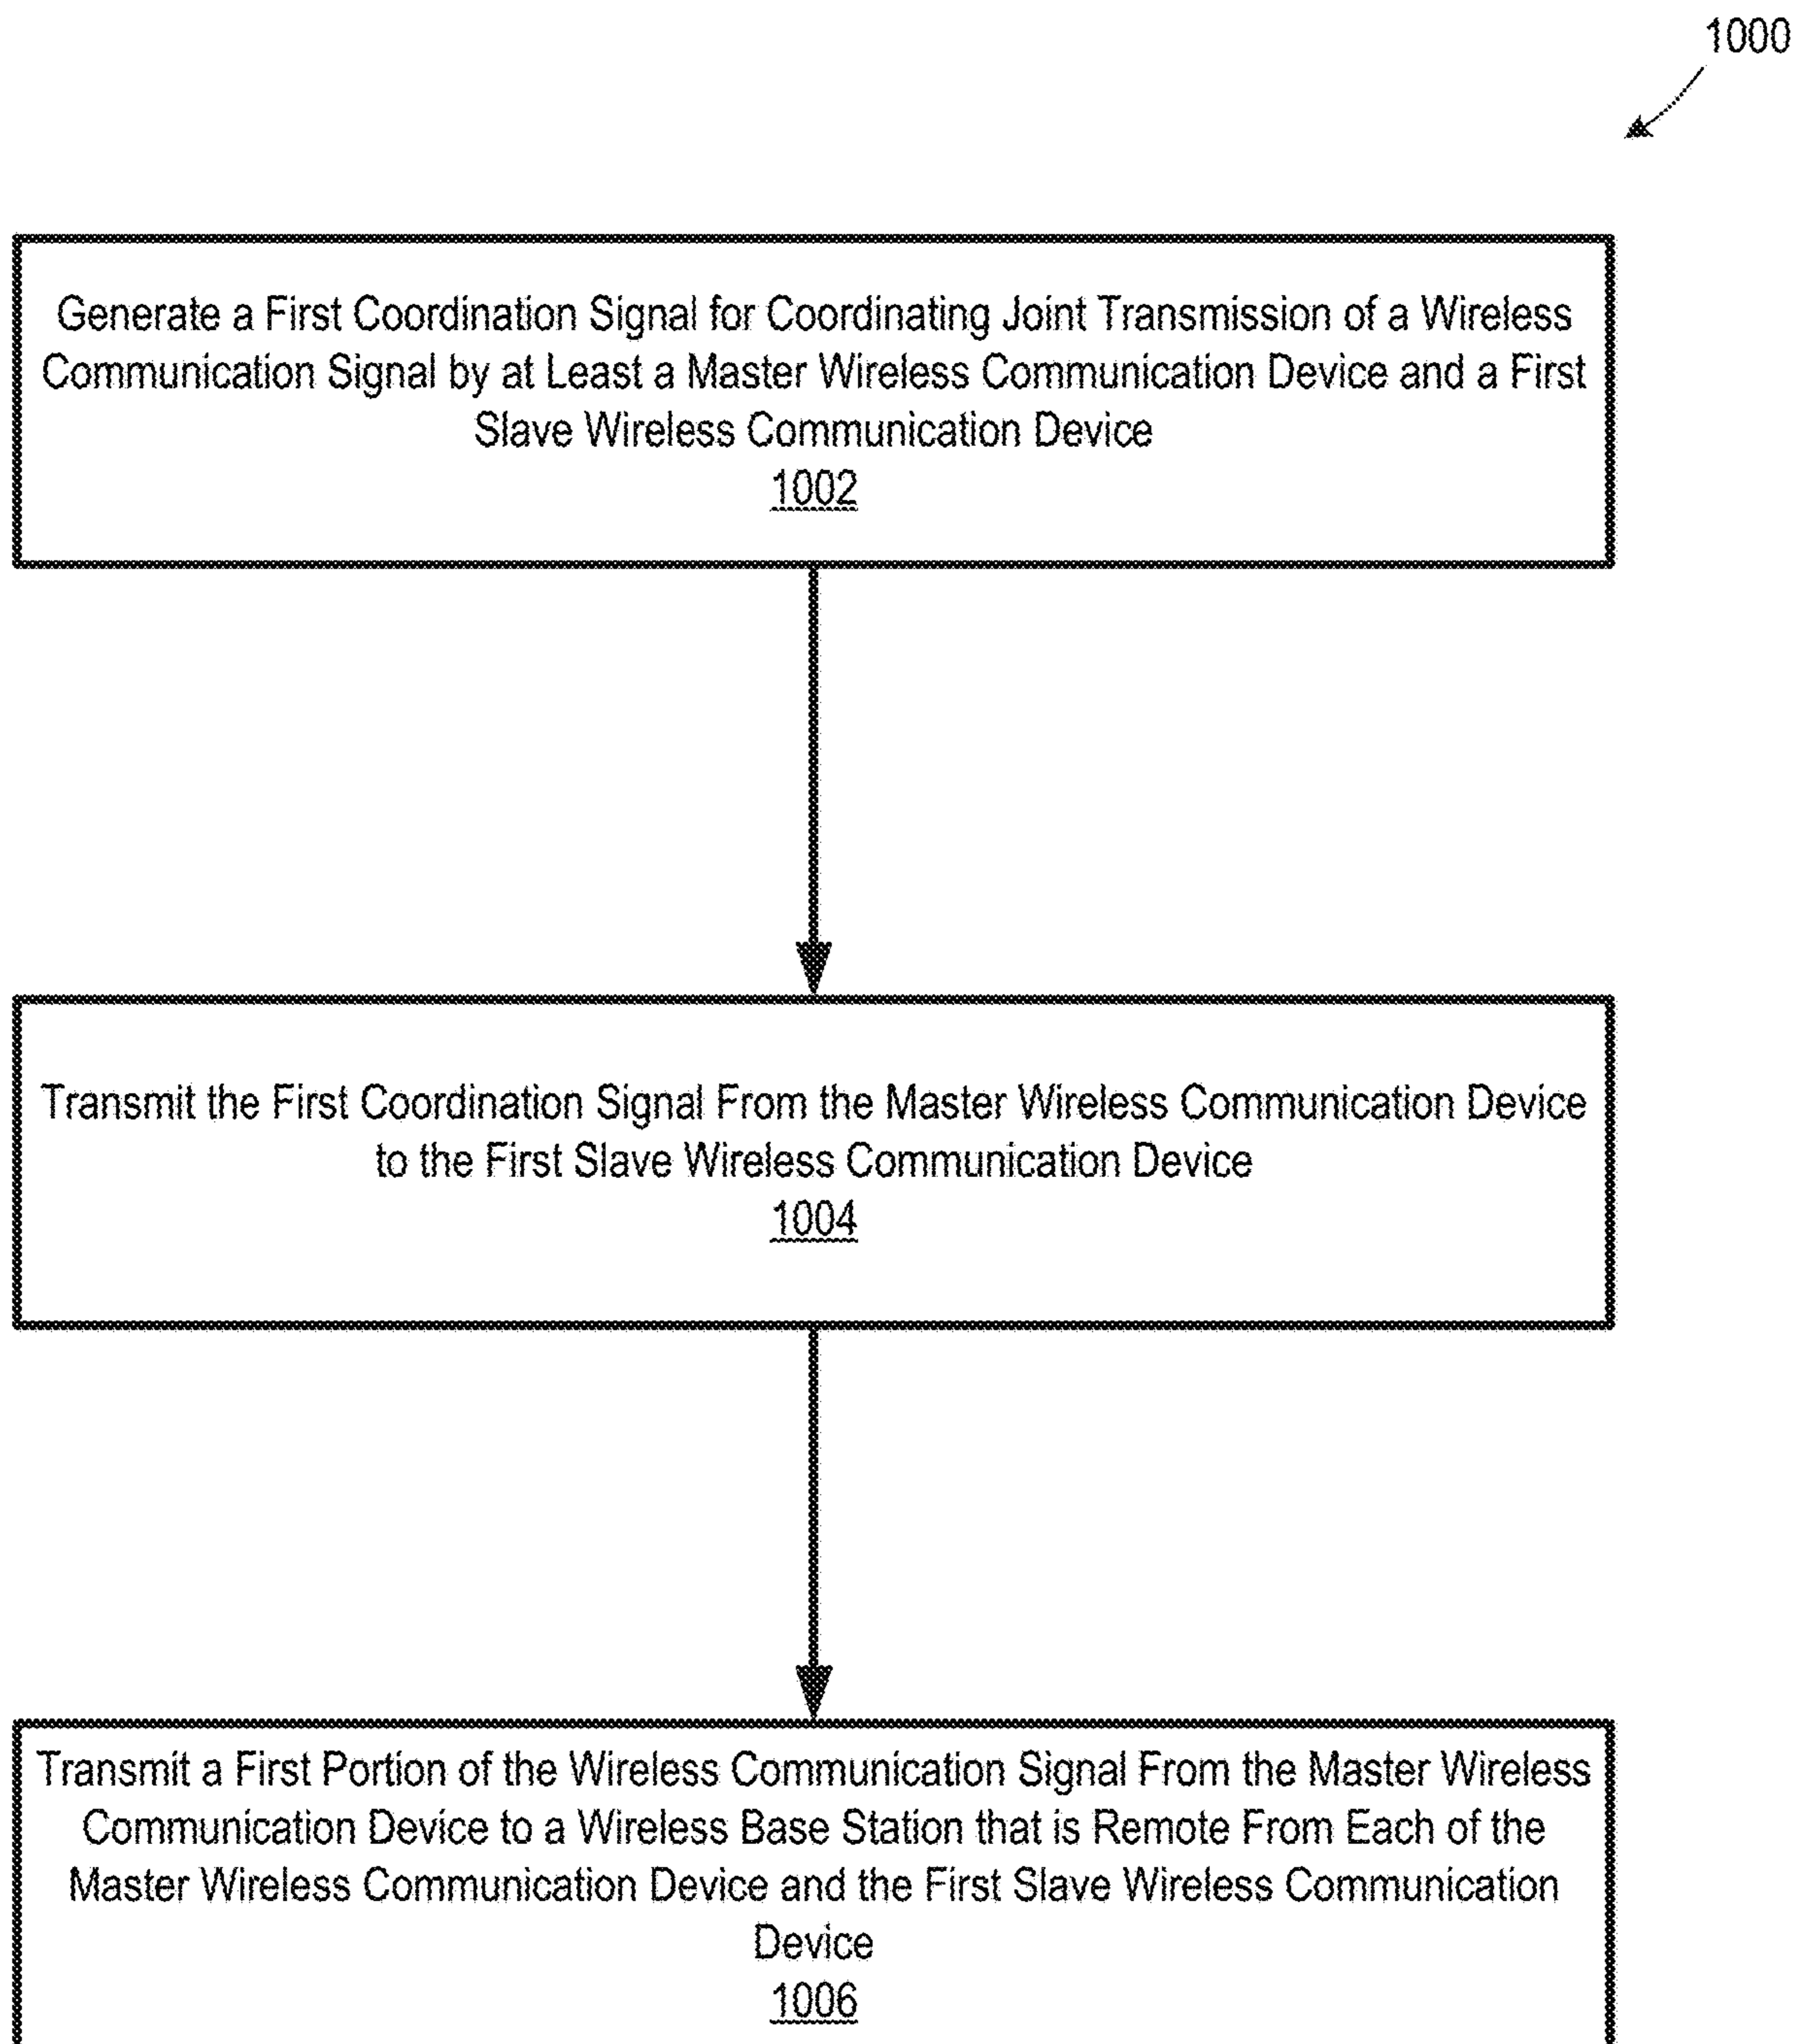 1000
Generate a First Coordination Signal for Coordinating Joint Transmission of a Wireless
Communication Signal by at Least a Master Wireless Communication Device and a First
Slave Wireless Communication Device
1002
Transmit the First Coordination Signal From the Master Wireless Communication Device
to the First Slave Wireless Communication Device
1004
Transmit a First Portion of the Wireless Communication Signal From the Master Wireless
Communication Device to a Wireless Base Station that is Remote From Each of the
Master Wireless Communication Device and the First Slave Wireless Communication
Device
1006